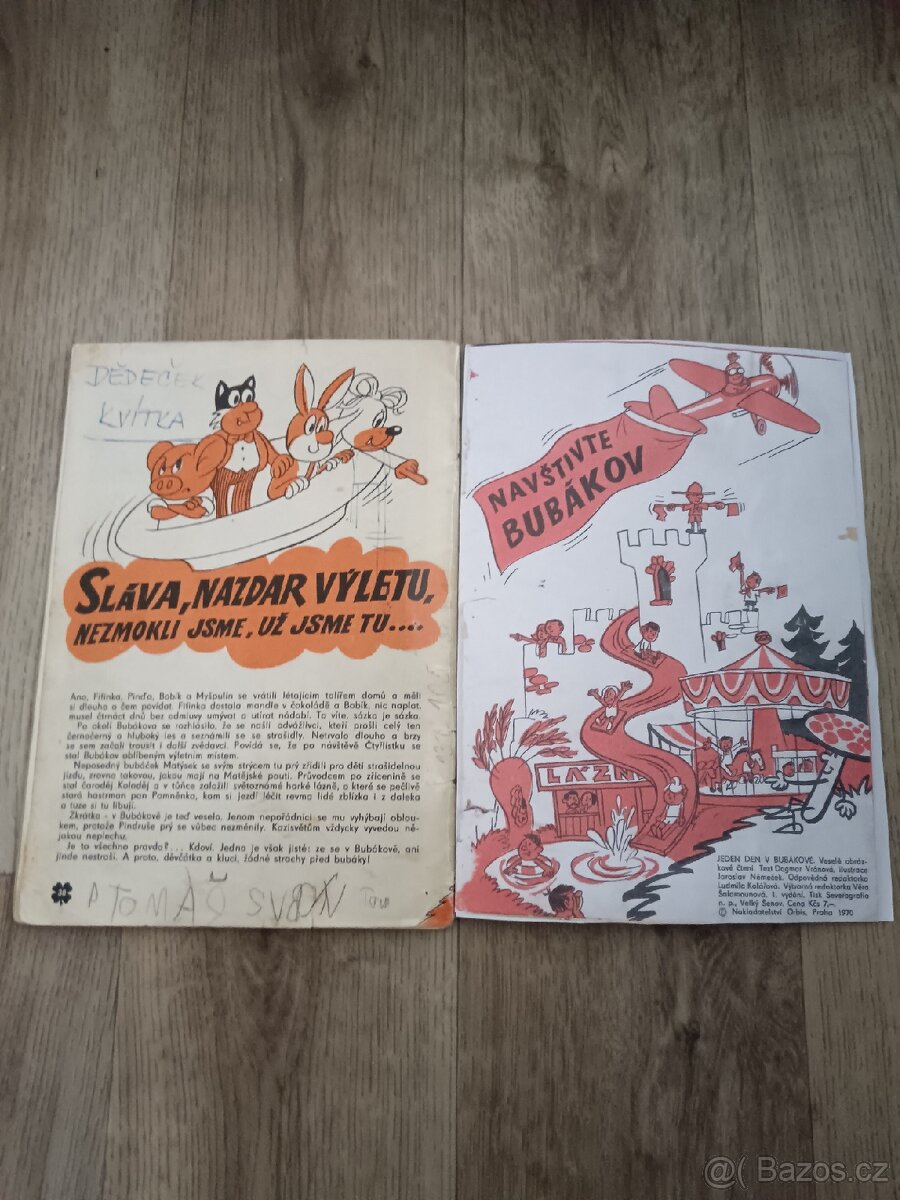 DĚDEČEK
KVÍTKA
SLÁVA, NAZDAR VÝLETU,
NEZMOKLI JSME, UŽ JSME TU....
Ano, Fifinka, Pinďa, Bobík a Myšpulín se vrátili létajícím talířem domů a měli
si dlouho o čem povídat. Fifinka dostala mandle v čokoládě a Bobík, nic naplat,
musel čtrnáct dnů bez odmluvy umývat a utírat nádobí. To víte, sázka je sázka.
Po okolí Bubákova se rozhlásilo, že se našli odvážlivci, kteří prošli celý ten
černočerný a hluboký les a seznámili se se strašidly. Netrvalo dlouho a brzy
se sem začali trousit i další zvědavci. Povídá se, že po návštěvě Čtyřlístku se
stal Bubákov oblíbeným výletním místem.
Neposedný bubáček Matýsek se svým strýcem tu prý zřídili pro děti strašidelnou
jízdu, zrovna takovou, jakou mají na Matějské pouti. Průvodcem po zřícenině se
stal čaroděj Koloděj a v tůňce založili světoznámé horké lázně, o které se pečlivě
stará hastrman pan Pomněnka, kam si jezdí léčit revma lidé zblízka i z daleka
a tuze si tu libují.
Zkrátka - v Bubákově je teď veselo. Jenom nepořádníci se mu vyhýbají oblou-
kem, protože Pindruše prý se vůbec nezměnily. Kazisvětům vždycky vyvedou ně-
jakou neplechu.
Je to všechno pravda?... Kdoví. Jedno je však jisté: ze se v Bubákově, ani
jinde nestraší. A proto, děvčátka a kluci, žádné strachy před bubáky!
NAVŠTIVTE
BUBÁKOV
LÁZNĚ
JEDEN DEN V BUBÁKOVĚ. Veselé obráz-
kové čtení. Text Dagmar Vránová, ilustrace
Jaroslav Němeček. Odpovědná redaktorka
Ludmila Kolářová. Výtvarná redaktorka Věra
Šalamounová. 1. vydání. Tisk Severografia
n. p., Velký Šenov. Cena Kčs 7,–.
© Nakladatelství Orbis, Praha 1970
@( Bazos.cz